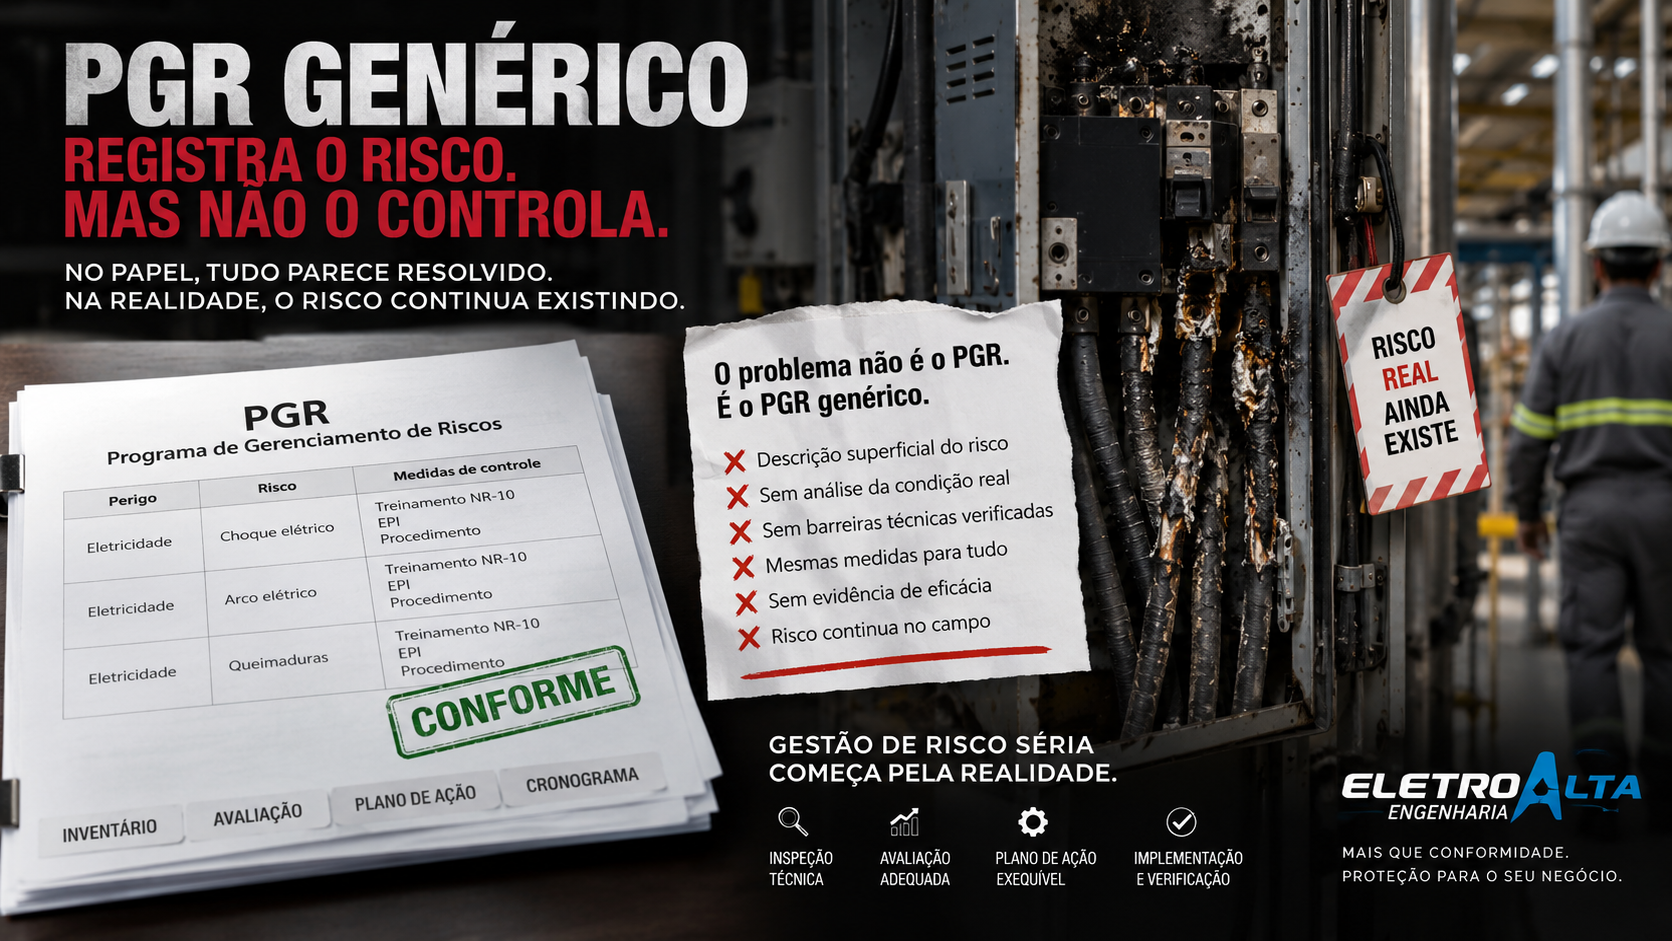 PGR GENÉRICO
REGISTRA O RISCO.
MAS NÃO O CONTROLA.
NO PAPEL, TUDO PARECE RESOLVIDO.
NA REALIDADE, O RISCO CONTINUA EXISTINDO.
PGR
Programa de Gerenciamento de Riscos
Perigo Risco Medidas de controle
Eletricidade Choque elétrico Treinamento NR-10
EPI
Procedimento
Eletricidade Arco elétrico Treinamento NR-10
EPI
Procedimento
Eletricidade Queimaduras Treinamento NR-10
EPI
Procedimento
CONFORME
INVENTÁRIO AVALIAÇÃO PLANO DE AÇÃO CRONOGRAMA
O problema não é o PGR.
É o PGR genérico.
Descrição superficial do risco
Sem análise da condição real
Sem barreiras técnicas verificadas
Mesmas medidas para tudo
Sem evidência de eficácia
Risco continua no campo
RISCO
REAL
AINDA
EXISTE
GESTÃO DE RISCO SÉRIA
COMEÇA PELA REALIDADE.
INSPEÇÃO
TÉCNICA
AVALIAÇÃO
ADEQUADA
PLANO DE AÇÃO
EXEQUÍVEL
IMPLEMENTAÇÃO
E VERIFICAÇÃO
ELETROALTA
ENGENHARIA
MAIS QUE CONFORMIDADE.
PROTEÇÃO PARA O SEU NEGÓCIO.